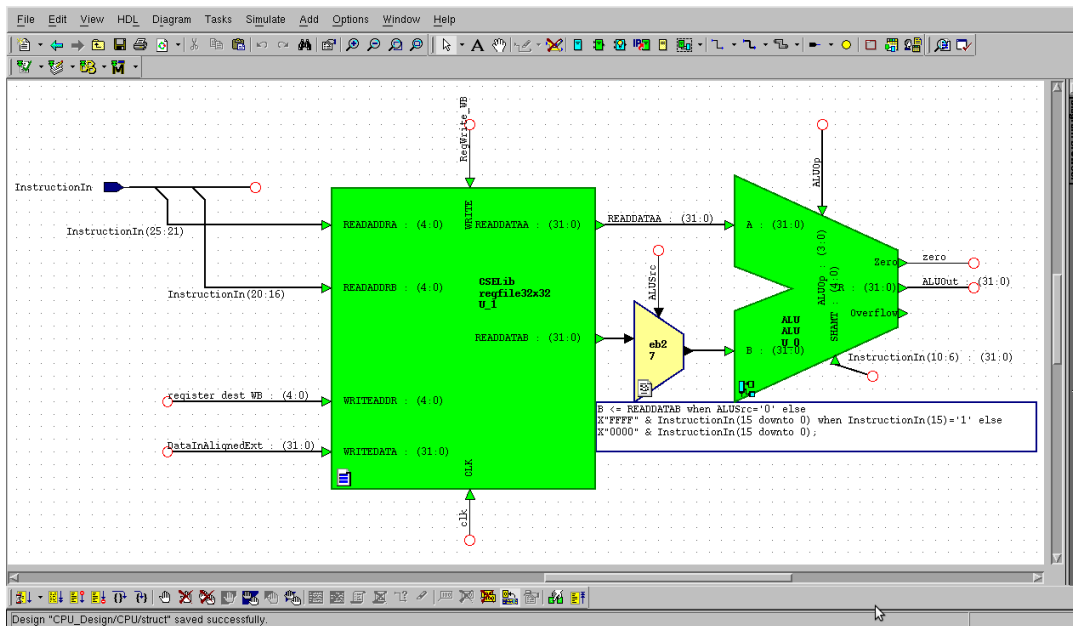 File Edit View HDL Diagram Tasks Simulate Add Options Window Help
A
M
RegWrite_WB
ALUOp
InstructionIn
InstructionIn(25:21)
InstructionIn(20:16)
READADDRA : (4:0)
WRITE
READDATAA : (31:0)
READDATAA : (31:0)
A : (31:0)
ALUOp : (3:0)
READADDRB : (4:0)
CSELib
regfile32x32
U_1
ALUSrc
Zero
zero
R : (31:0)
ALUOut : (31:0)
Overflow
SHAMT : (4:0)
READDATAB : (31:0)
eb2
7
ALU
ALU
U_0
B : (31:0)
InstructionIn(10:6) : (31:0)
register_dest_WB : (4:0)
WRITEADDR : (4:0)
DataInAlignedExt : (31:0)
WRITEDATA : (31:0)
CLK
clk
B <= READDATAB when ALUSrc='0' else
X"FFFF" & InstructionIn(15 downto 0) when InstructionIn(15)='1' else
X"0000" & InstructionIn(15 downto 0);
Design "CPU_Design/CPU/struct" saved successfully.